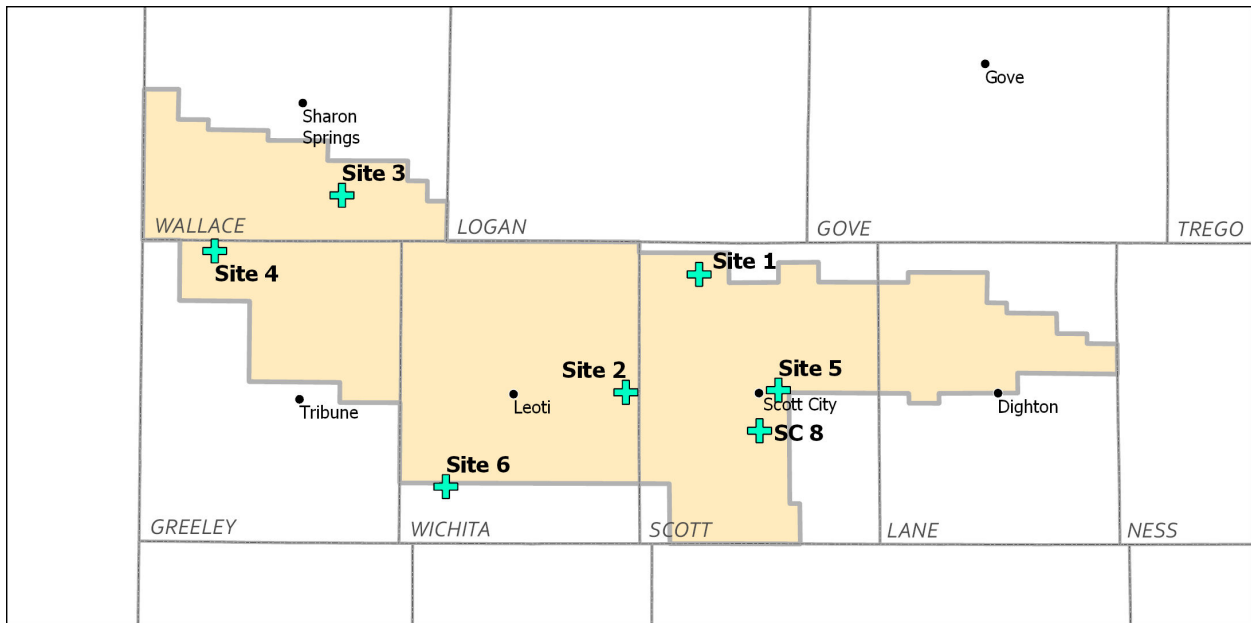 Gove
Sharon
Springs
Site 3
WALLACE
LOGAN
GOVE
TREGO
Site 4
Site 1
Site 2
Site 5
Tribune
Leoti
Scott City
Dighton
SC 8
Site 6
GREELEY
WICHITA
SCOTT
LANE
NESS